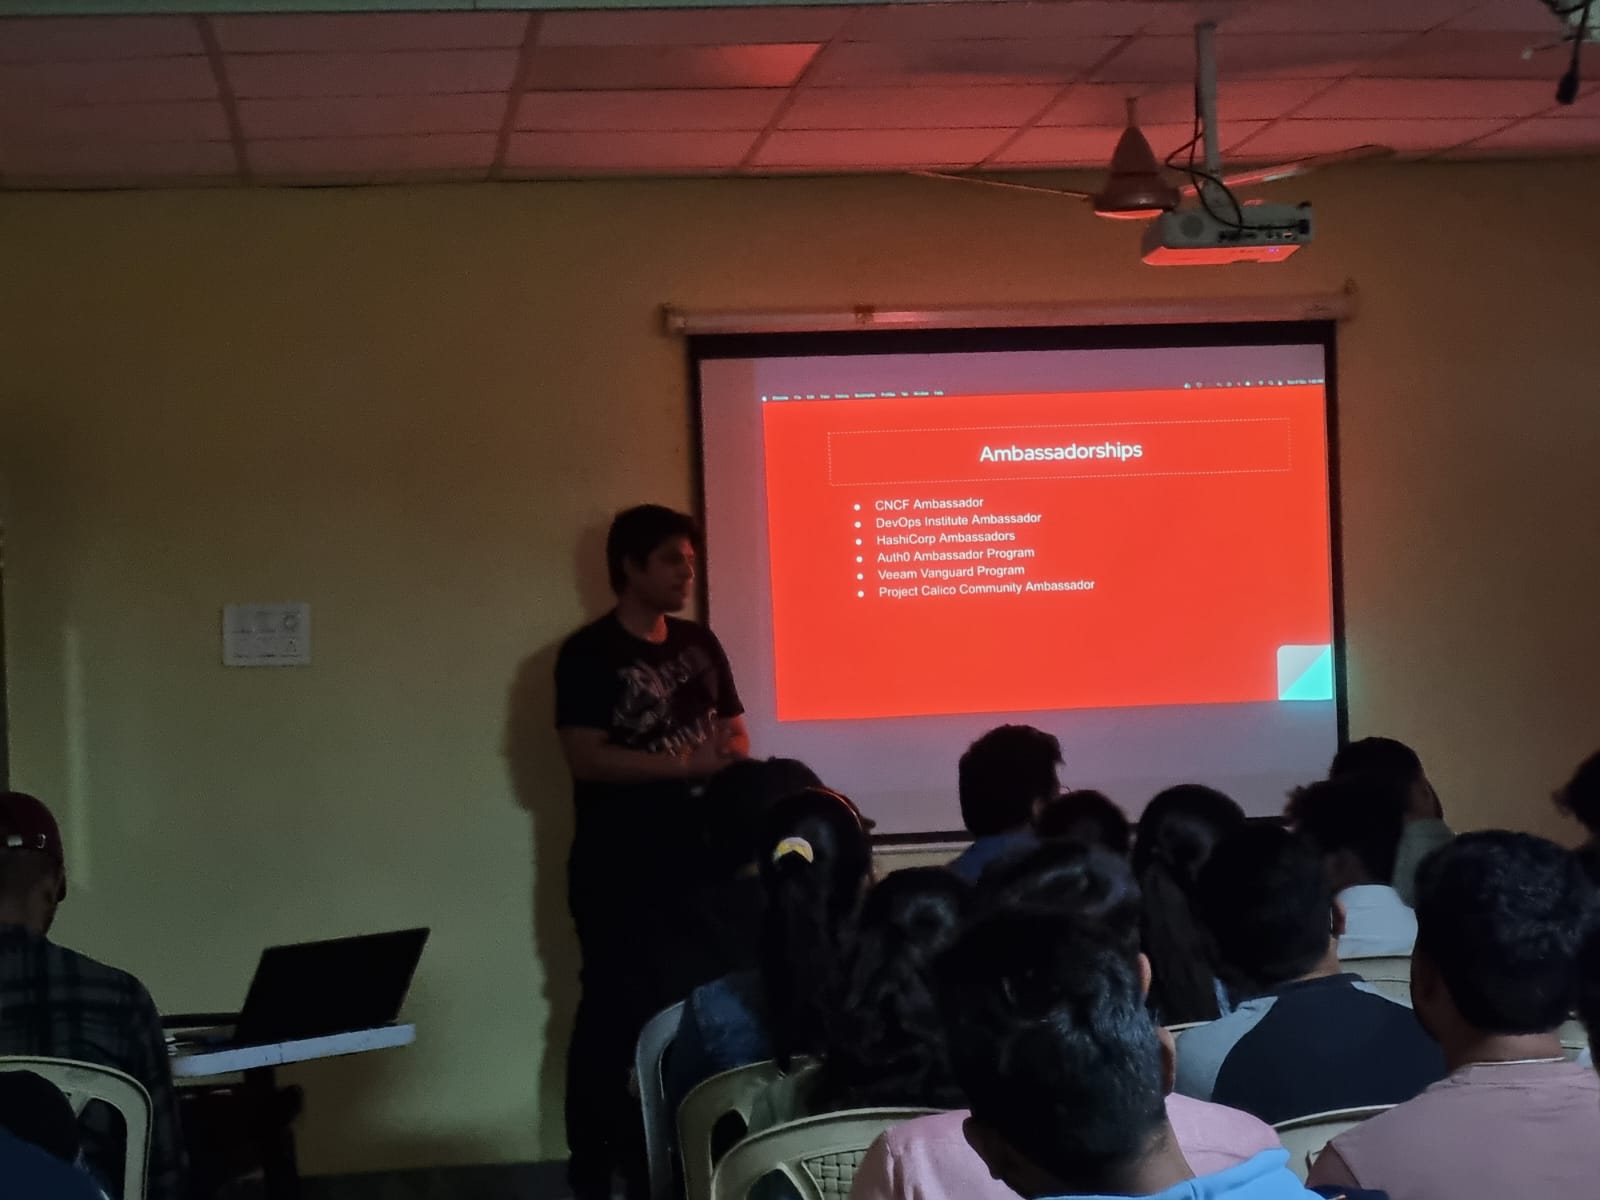 Ambassadorships
CNCF Ambassador
DevOps Institute Ambassador
HashiCorp Ambassadors
Auth0 Ambassador Program
Veeam Vanguard Program
Project Calico Community Ambassador